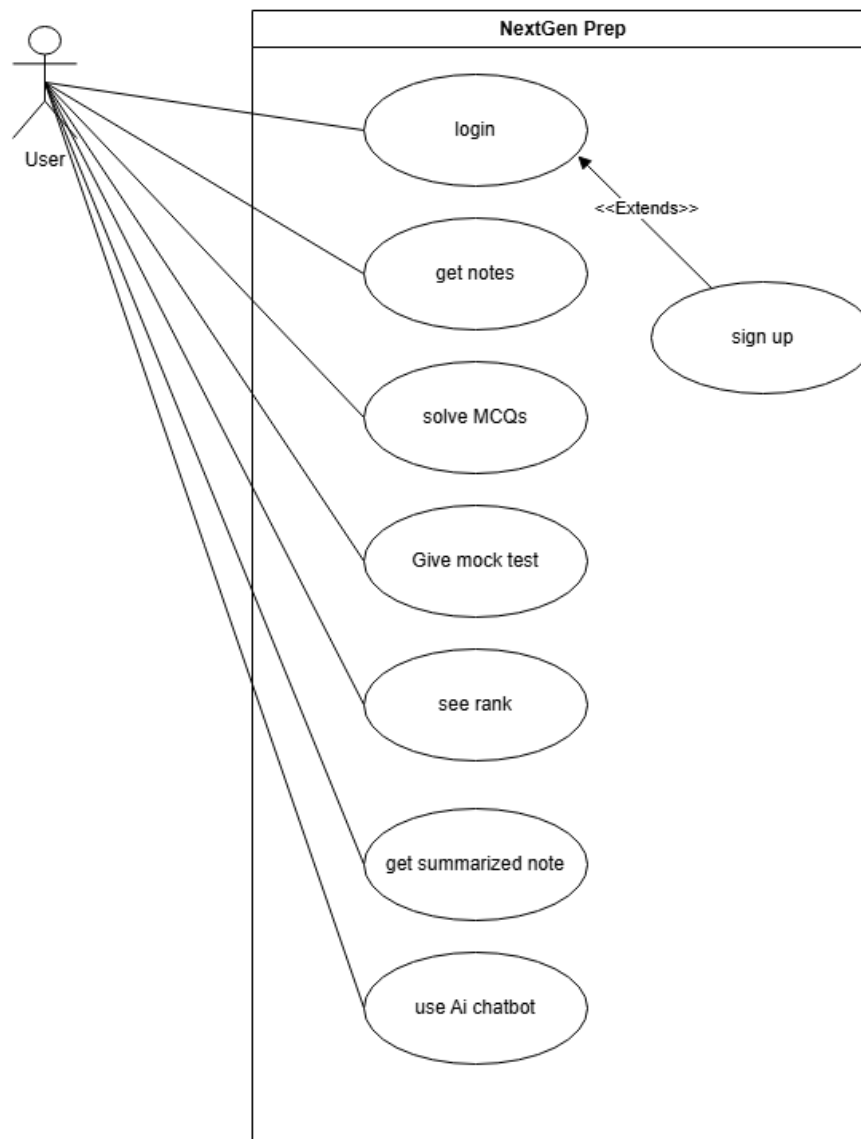 NextGen Prep
login
User
<<Extends>>
get notes
sign up
solve MCQs
Give mock test
see rank
get summarized note
use Ai chatbot